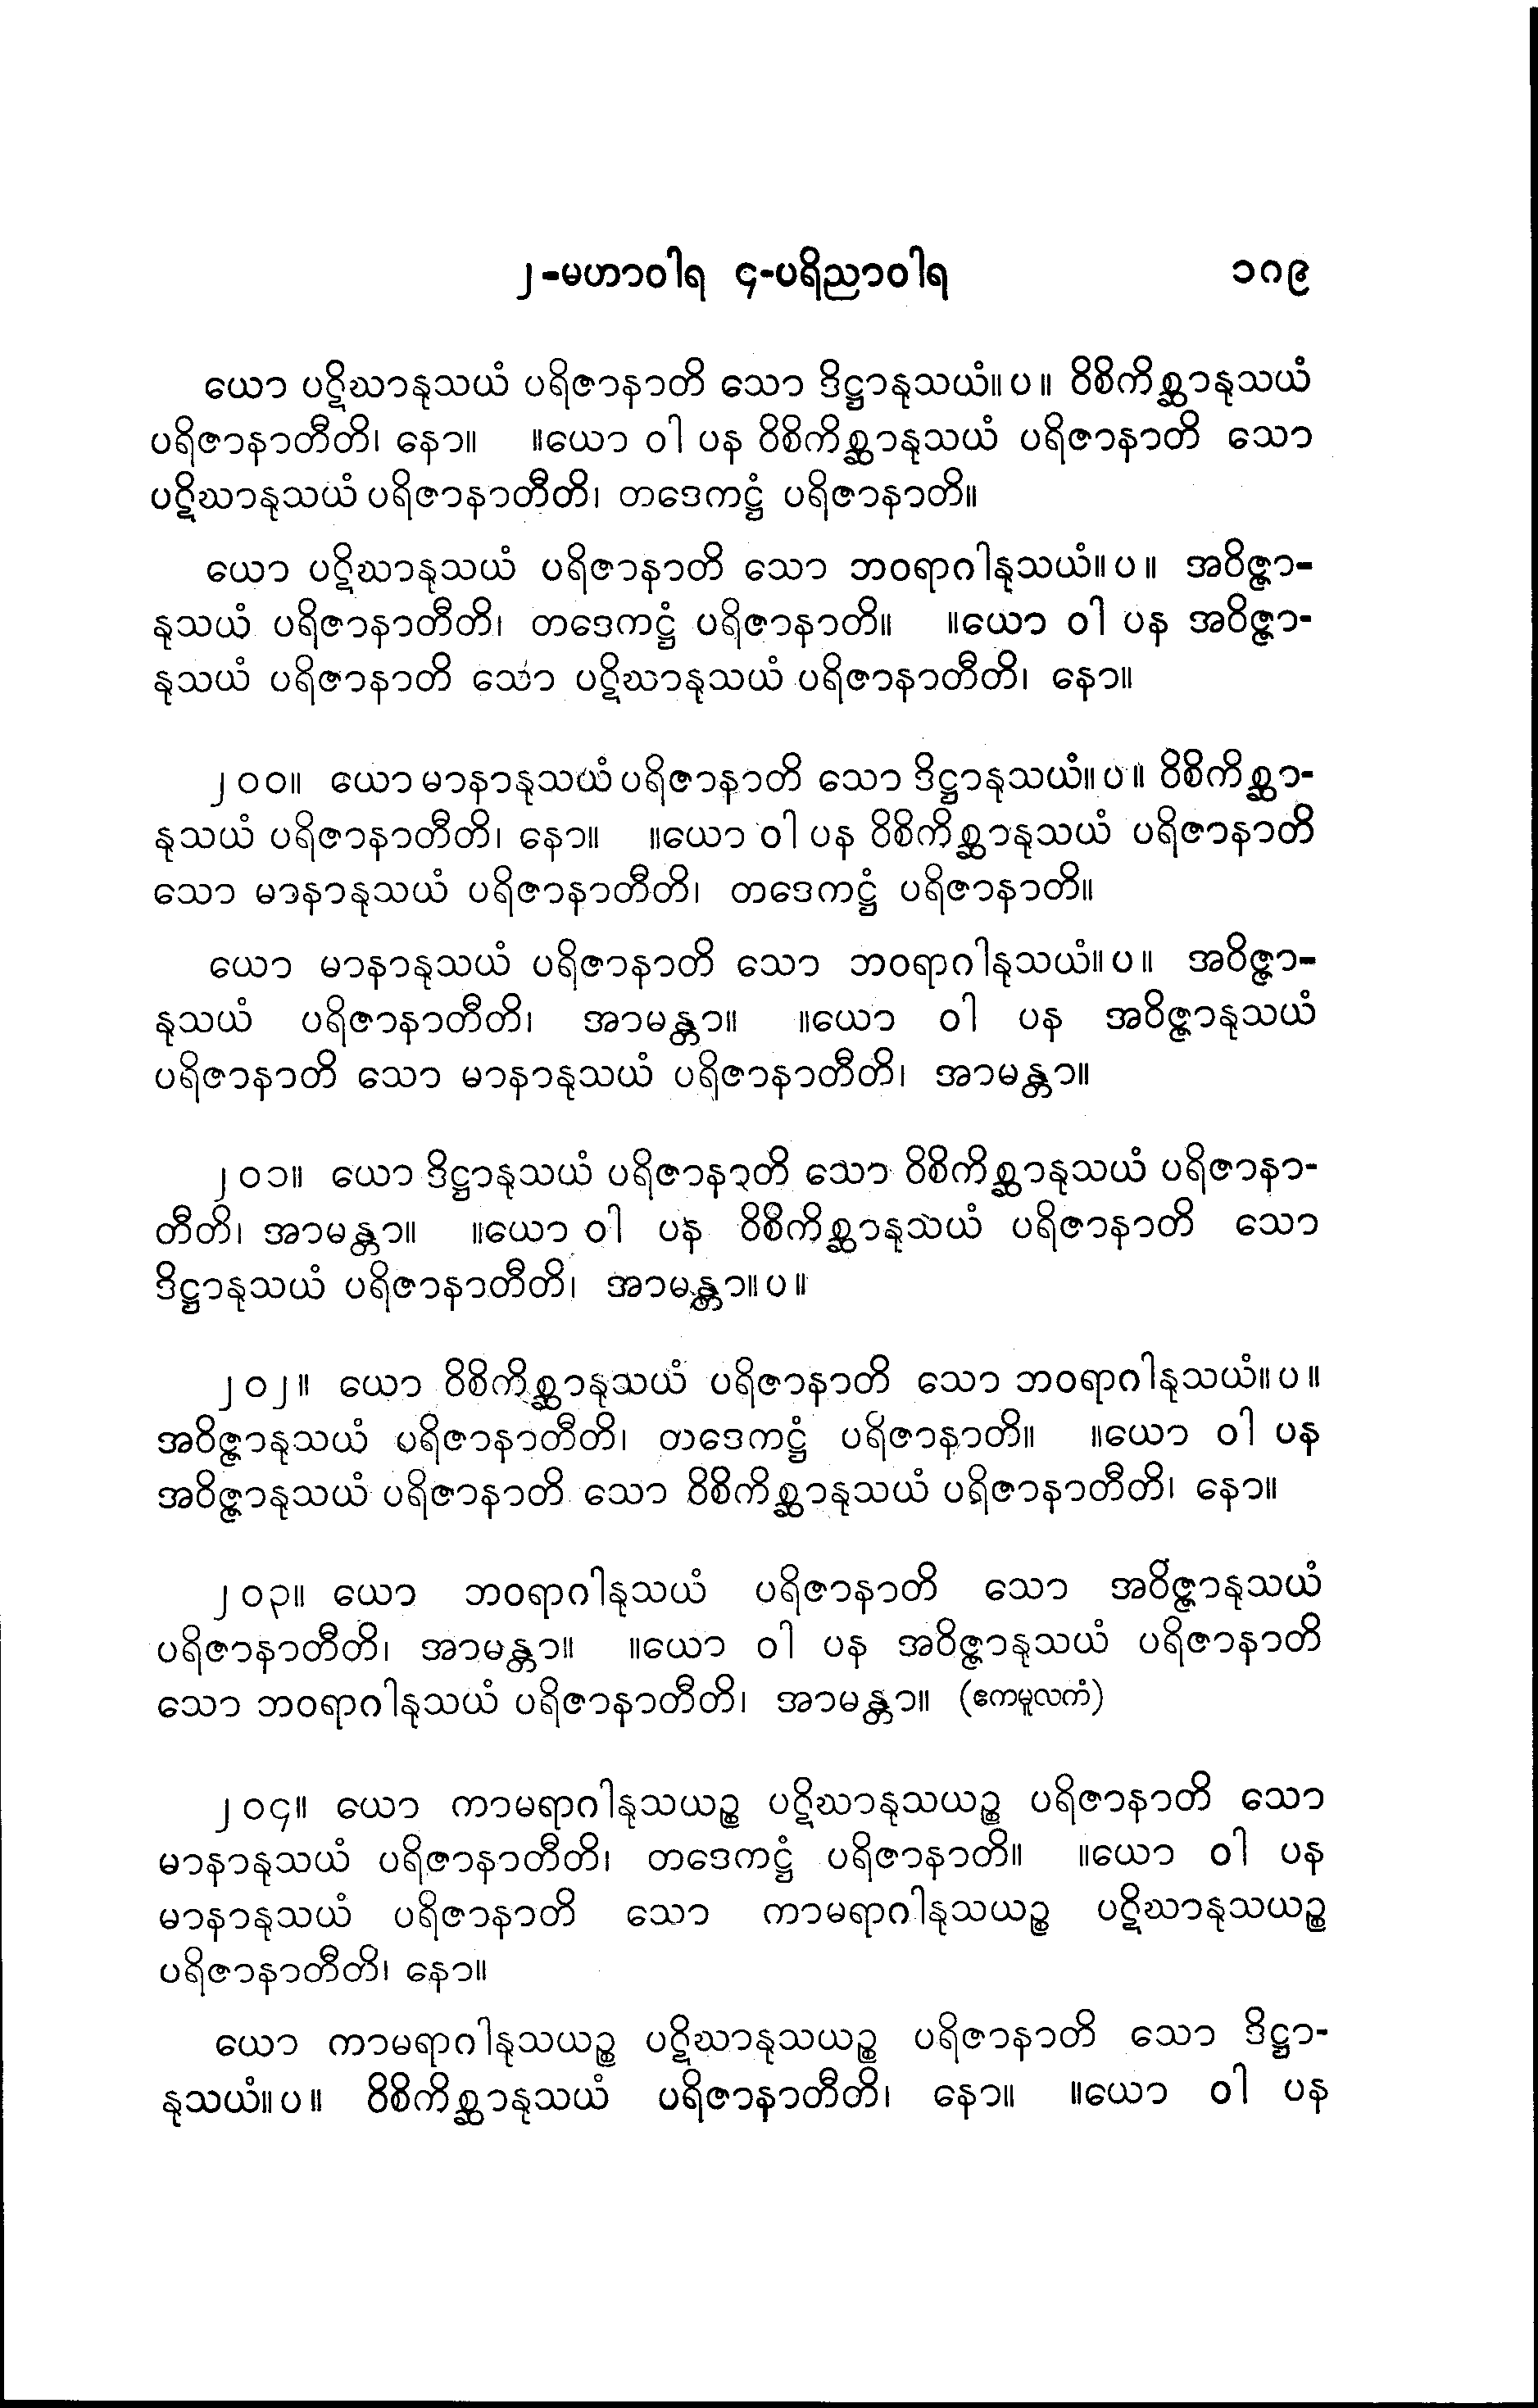 ၂-မဟာဝါရ ၄-ပရိညာဝါရ ၁၈၉
ယော ပဋိဃာနုသယံ ပရိဇာနာတိ သော ဒိဋ္ဌာနုသယံ။ပ။ ဝိစိကိစ္ဆာနုသယံ
ပရိဇာနာတီတိ၊ နော။ ။ယော ဝါ ပန ဝိစိကိစ္ဆာနုသယံ ပရိဇာနာတိ သော
ပဋိဃာနုသယံ ပရိဇာနာတီတိ၊ တဒေကဋ္ဌံ ပရိဇာနာတိ။
ယော ပဋိဃာနုသယံ ပရိဇာနာတိ သော ဘဝရာဂါနုသယံ။ပ။ အဝိဇ္ဇာ-
နုသယံ ပရိဇာနာတီတိ၊ တဒေကဋ္ဌံ ပရိဇာနာတိ။ ။ယော ဝါ ပန အဝိဇ္ဇာ-
နုသယံ ပရိဇာနာတိ သော ပဋိဃာနုသယံ ပရိဇာနာတီတိ၊ နော။
၂၀၀။ ယော မာနာနုသယံ ပရိဇာနာတိ သော ဒိဋ္ဌာနုသယံ။ပ။ ဝိစိကိစ္ဆာ-
နုသယံ ပရိဇာနာတီတိ၊ နော။ ။ယော ဝါ ပန ဝိစိကိစ္ဆာနုသယံ ပရိဇာနာတိ
သော မာနာနုသယံ ပရိဇာနာတီတိ၊ တဒေကဋ္ဌံ ပရိဇာနာတိ။
ယော မာနာနုသယံ ပရိဇာနာတိ သော ဘဝရာဂါနုသယံ။ပ။ အဝိဇ္ဇာ-
နုသယံ ပရိဇာနာတီတိ၊ အာမန္တာ။ ။ယော ဝါ ပန အဝိဇ္ဇာနုသယံ
ပရိဇာနာတိ သော မာနာနုသယံ ပရိဇာနာတီတိ၊ အာမန္တာ။
၂၀၁။ ယော ဒိဋ္ဌာနုသယံ ပရိဇာနာတိ သော ဝိစိကိစ္ဆာနုသယံ ပရိဇာနာ-
တီတိ၊ အာမန္တာ။ ။ယော ဝါ ပန ဝိစိကိစ္ဆာနုသယံ ပရိဇာနာတိ သော
ဒိဋ္ဌာနုသယံ ပရိဇာနာတီတိ၊ အာမန္တာ။ပ။
၂၀၂။ ယော ဝိစိကိစ္ဆာနုသယံ ပရိဇာနာတိ သော ဘဝရာဂါနုသယံ။ပ။
အဝိဇ္ဇာနုသယံ ပရိဇာနာတီတိ၊ တဒေကဋ္ဌံ ပရိဇာနာတိ။ ။ယော ဝါ ပန
အဝိဇ္ဇာနုသယံ ပရိဇာနာတိ သော ဝိစိကိစ္ဆာနုသယံ ပရိဇာနာတီတိ၊ နော။
၂၀၃။ ယော ဘဝရာဂါနုသယံ ပရိဇာနာတိ သော အဝိဇ္ဇာနုသယံ
ပရိဇာနာတီတိ၊ အာမန္တာ။ ။ယော ဝါ ပန အဝိဇ္ဇာနုသယံ ပရိဇာနာတိ
သော ဘဝရာဂါနုသယံ ပရိဇာနာတီတိ၊ အာမန္တာ။ (ဧကမူလကံ)
၂၀၄။ ယော ကာမရာဂါနုသယဉ္စ ပဋိဃာနုသယဉ္စ ပရိဇာနာတိ သော
မာနာနုသယံ ပရိဇာနာတီတိ၊ တဒေကဋ္ဌံ ပရိဇာနာတိ။ ။ယော ဝါ ပန
မာနာနုသယံ ပရိဇာနာတိ သော ကာမရာဂါနုသယဉ္စ ပဋိဃာနုသယဉ္စ
ပရိဇာနာတီတိ၊ နော။
ယော ကာမရာဂါနုသယဉ္စ ပဋိဃာနုသယဉ္စ ပရိဇာနာတိ သော ဒိဋ္ဌာ-
နုသယံ။ပ။ ဝိစိကိစ္ဆာနုသယံ ပရိဇာနာတီတိ၊ နော။ ။ယော ဝါ ပန